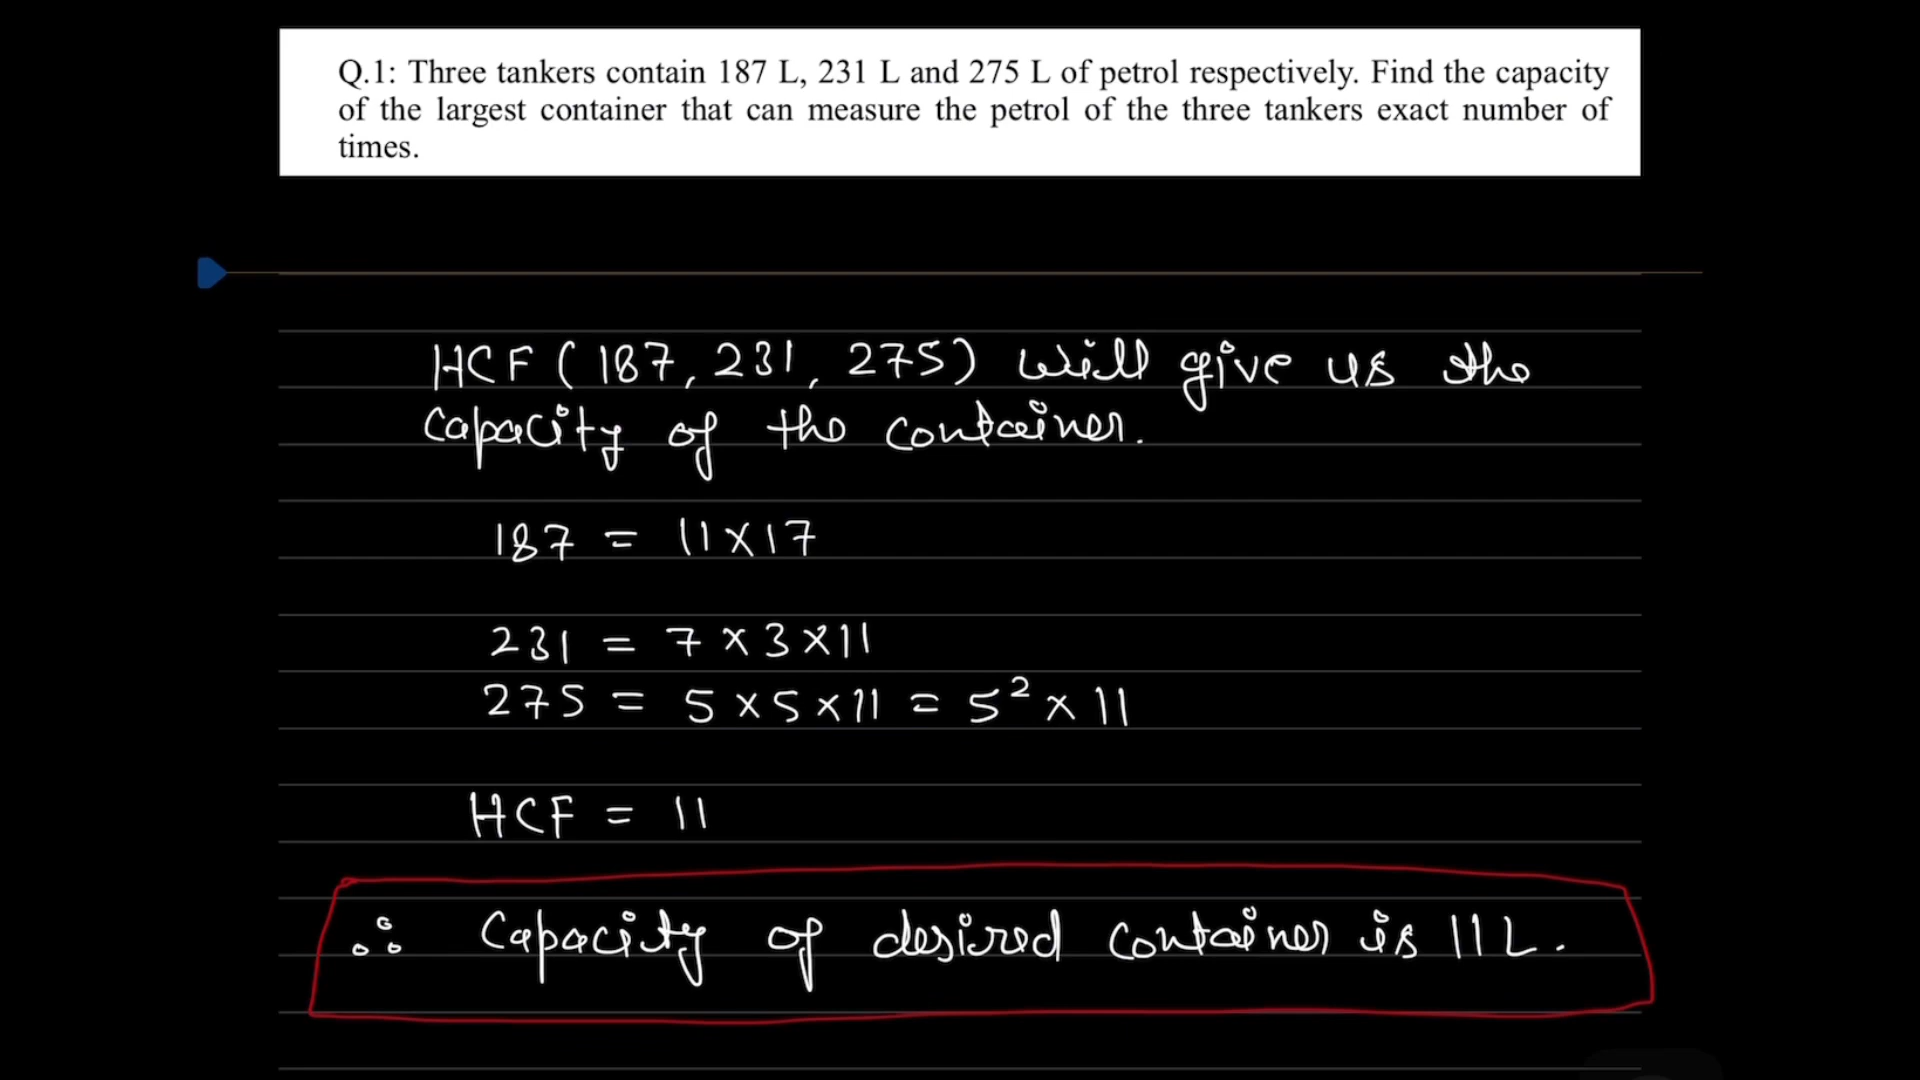 Q.1: Three tankers contain 187 L, 231 L and 275 L of petrol respectively. Find the capacity
of the largest container that can measure the petrol of the three tankers exact number of
times.
HCF (187, 231, 275) will give us the
capacity of the container.
187 = 11 × 17
231 = 7 × 3 × 11
275 = 5 × 5 × 11 = 5² × 11
HCF = 11
∴ Capacity of desired container is 11 L.